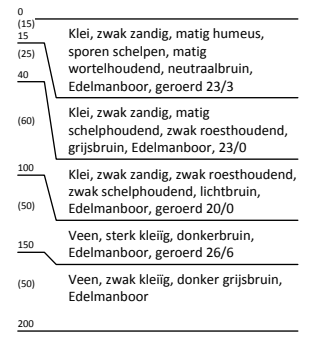 0
(15)
15
(25)
40
(60)
100
(50)
150
(50)
200
Klei, zwak zandig, matig humeus,
sporen schelpen, matig
wortelhoudend, neutraalbruin,
Edelmanboor, geroerd 23/3
Klei, zwak zandig, matig
schelphoudend, zwak roesthoudend,
grijsbruin, Edelmanboor, 23/0
Klei, zwak zandig, zwak roesthoudend,
zwak schelphoudend, lichtbruin,
Edelmanboor, geroerd 20/0
Veen, sterk kleiïg, donkerbruin,
Edelmanboor, geroerd 26/6
Veen, zwak kleiïg, donker grijsbruin,
Edelmanboor